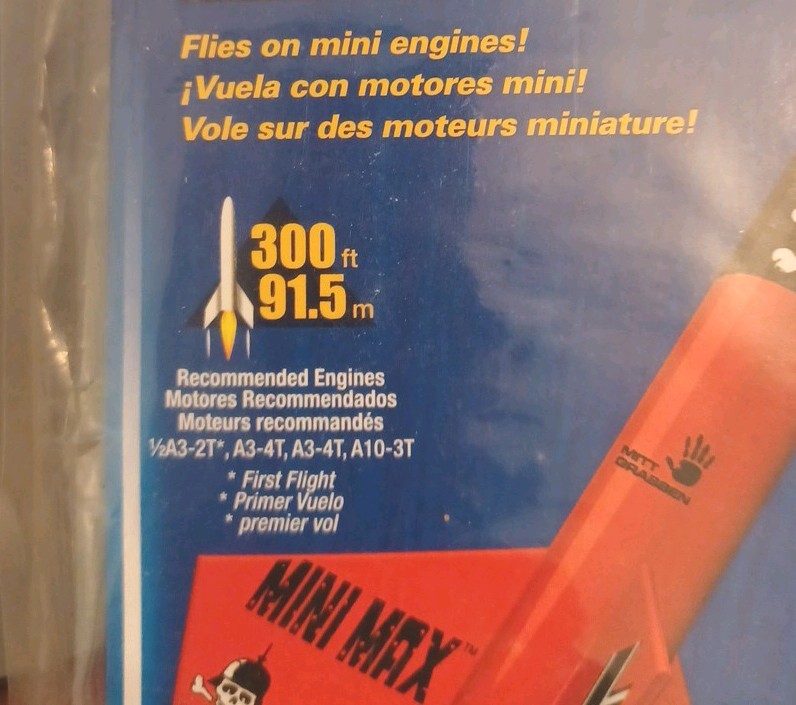 Flies on mini engines!
¡Vuela con motores mini!
Vole sur des moteurs miniature!
300 ft
91.5 m
Recommended Engines
Motores Recommendados
Moteurs recommandés
½A3-2T*, A3-4T, A3-4T, A10-3T
* First Flight
* Primer Vuelo
* premier vol
MITT
GRABBEN
MINI MAX™